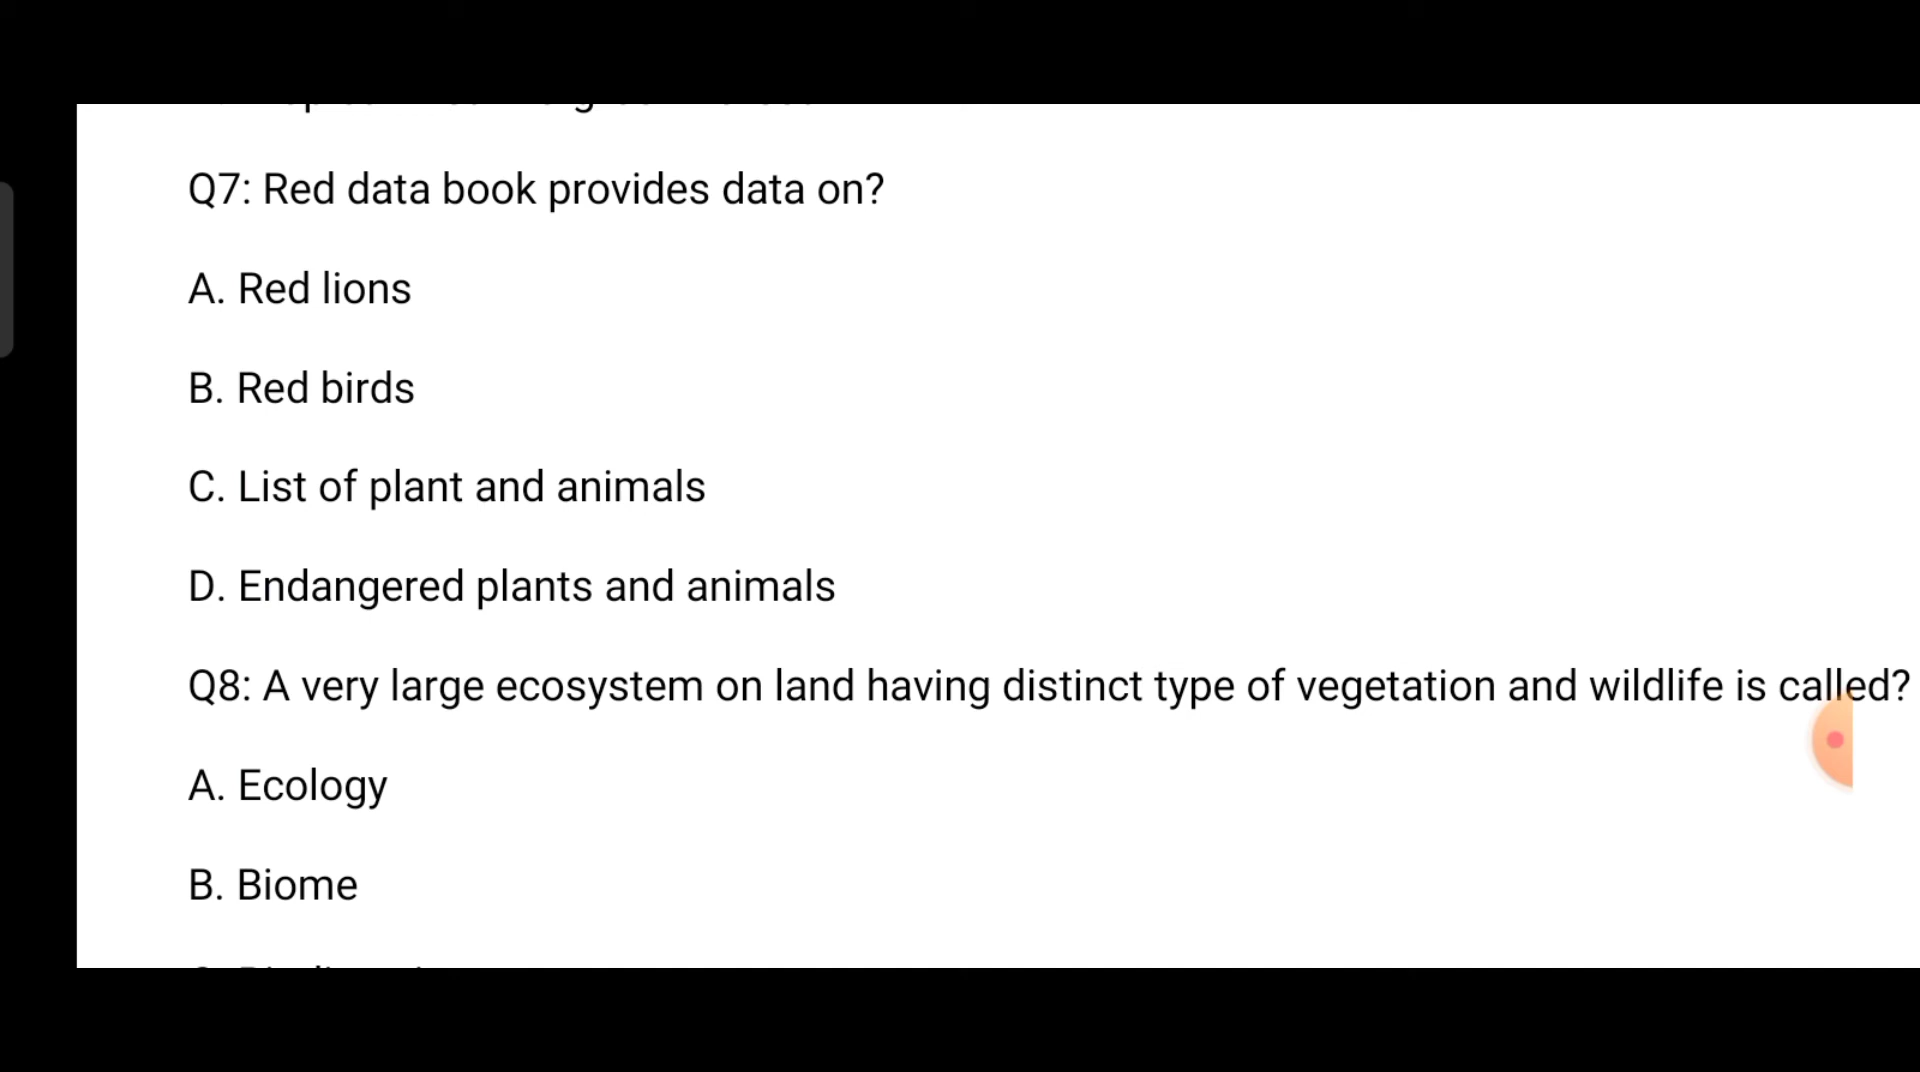 Q7: Red data book provides data on?
A. Red lions
B. Red birds
C. List of plant and animals
D. Endangered plants and animals
Q8: A very large ecosystem on land having distinct type of vegetation and wildlife is called?
A. Ecology
B. Biome